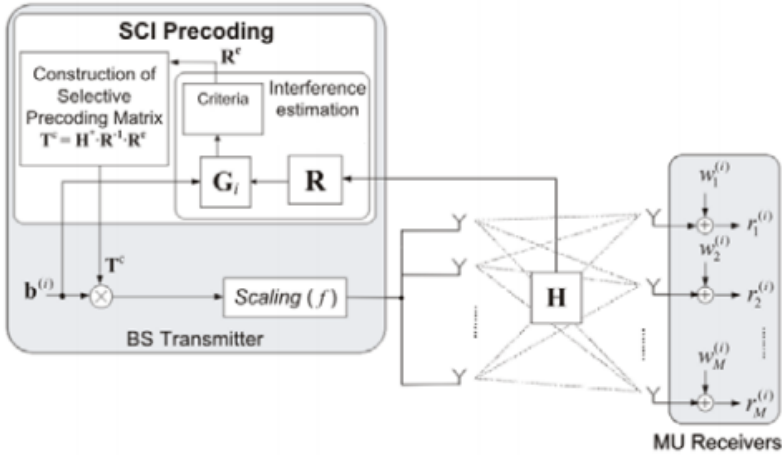 SCI Precoding
R^e
Construction of
Selective
Precoding Matrix
T^c = H^*·R^-1·R^e
Criteria
Interference
estimation
G_i
R
T^c
b^(i)
Scaling (f)
BS Transmitter
H
w_1^(i)
r_1^(i)
w_2^(i)
r_2^(i)
w_M^(i)
r_M^(i)
MU Receivers